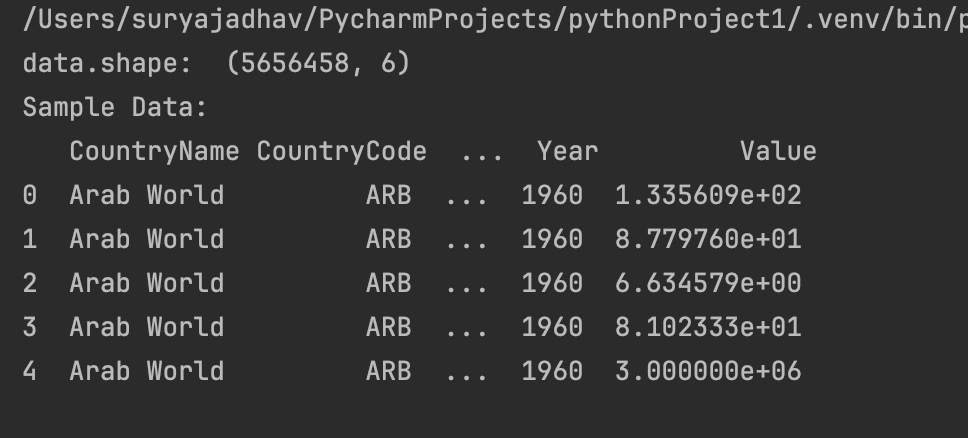 /Users/suryajadhav/PycharmProjects/pythonProject1/.venv/bin/
data.shape:  (5656458, 6)
Sample Data:
   CountryName CountryCode  ...  Year         Value
0  Arab World         ARB  ...  1960  1.335609e+02
1  Arab World         ARB  ...  1960  8.779760e+01
2  Arab World         ARB  ...  1960  6.634579e+00
3  Arab World         ARB  ...  1960  8.102333e+01
4  Arab World         ARB  ...  1960  3.000000e+06